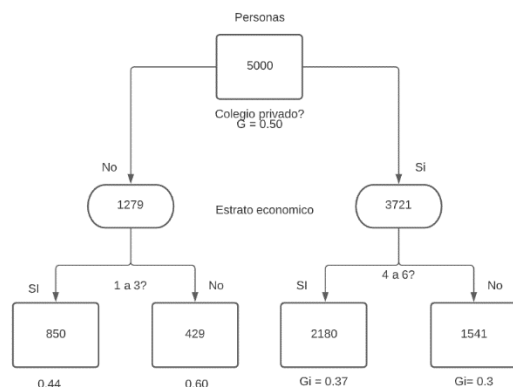 Personas
5000
Colegio privado?
G = 0.50
No
Si
1279
Estrato economico
3721
SI
1 a 3?
No
SI
4 a 6?
No
850
429
2180
1541
0.44
0.60
Gi = 0.37
Gi= 0.3